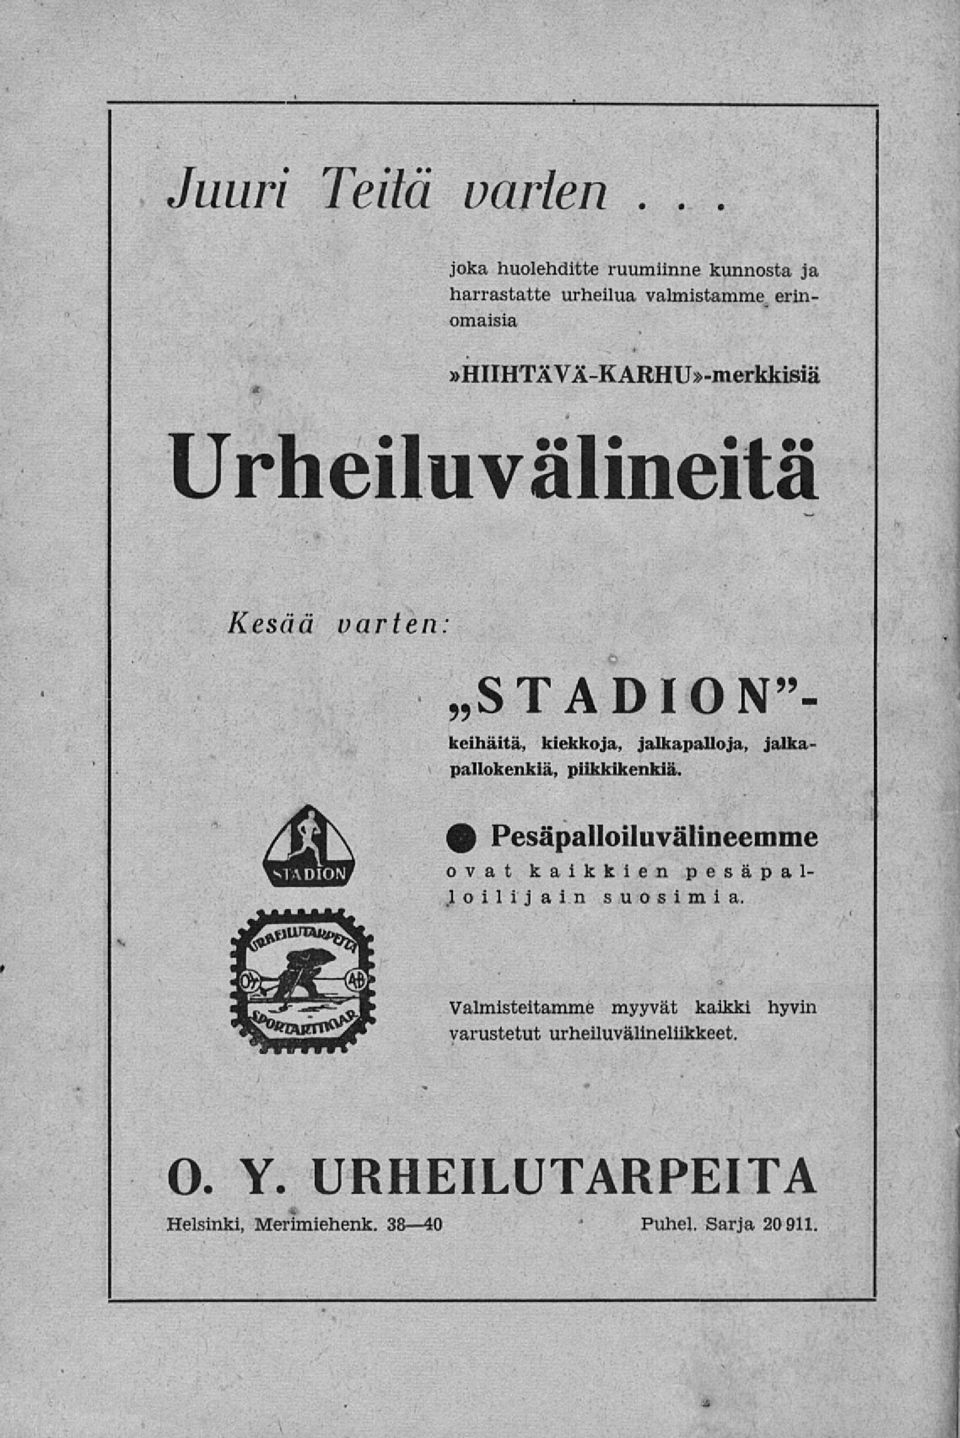 Juuri Teitä varten . . .
joka huolehditte ruumiinne kunnosta ja
harrastatte urheilua valmistamme erin-
omaisia
»HIIHTÄVÄ-KARHU»-merkkisiä
Urheiluvälineitä
Kesää varten:
„STADION”-
keihäitä, kiekkoja, jalkapalloja, jalka-
pallokenkiä, piikkikenkiä.
● Pesäpalloiluvälineemme
ovat kaikkien pesäpal-
loilijain suosimia.
STADION
URHEILUTARPEITA
OY AB
SPORTARTIKLAR
Valmisteitamme myyvät kaikki hyvin
varustetut urheiluvälineliikkeet.
O. Y. URHEILUTARPEITA
Helsinki, Merimiehenk. 38—40 Puhel. Sarja 20 911.